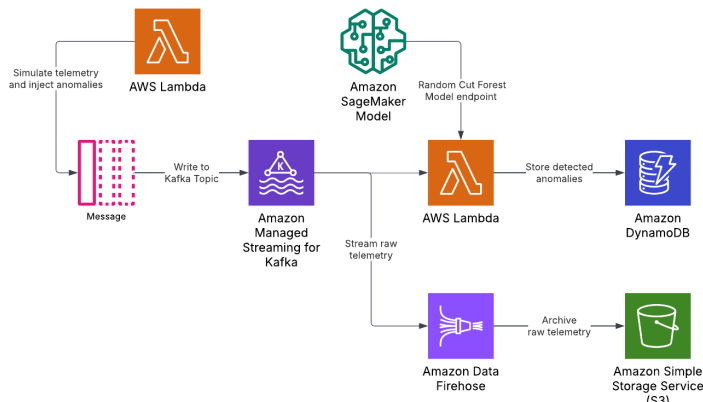 Simulate telemetry
and inject anomalies
AWS Lambda
Amazon
SageMaker
Model
Random Cut Forest
Model endpoint
Message
Write to
Kafka Topic
K
Amazon
Managed
Streaming for
Kafka
AWS Lambda
Store detected
anomalies
Amazon
DynamoDB
Stream raw
telemetry
Amazon Data
Firehose
Archive
raw telemetry
Amazon Simple
Storage Service
(S3)